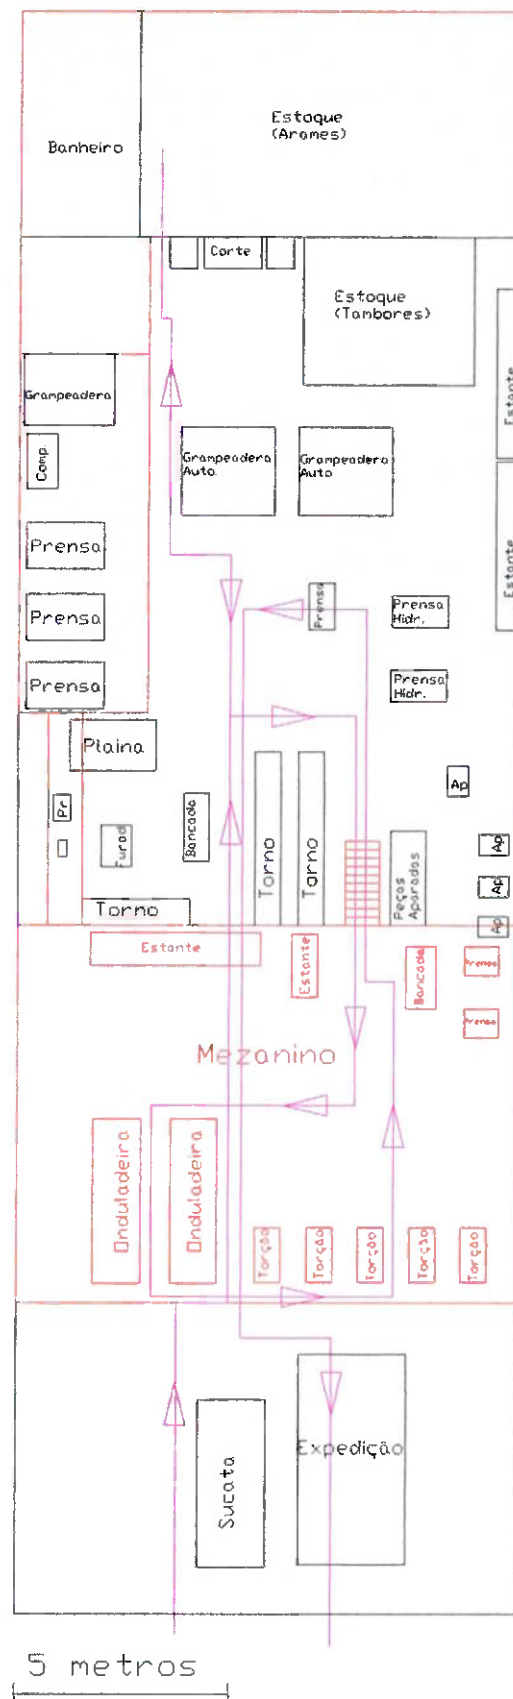 Estoque
(Arames)
Banheiro
Corte
Estoque
(Tambores)
Estante
Grampeadera
Comp.
Grampeadera
Auto.
Grampeadera
Auto
Estante
Prensa
Prensa
Prensa
Prensa
Hidr.
Prensa
Prensa
Hidr.
Plaina
Ap
Pr
Furad
Bancada
Torno
Torno
Peças
Aparadas
Ap
Ap
Ap
Torno
Estante
Estante
Bancada
Prensa
Prensa
Mezanino
Onduladeira
Onduladeira
Torção
Torção
Torção
Torção
Torção
Sucata
Expedição
5 metros